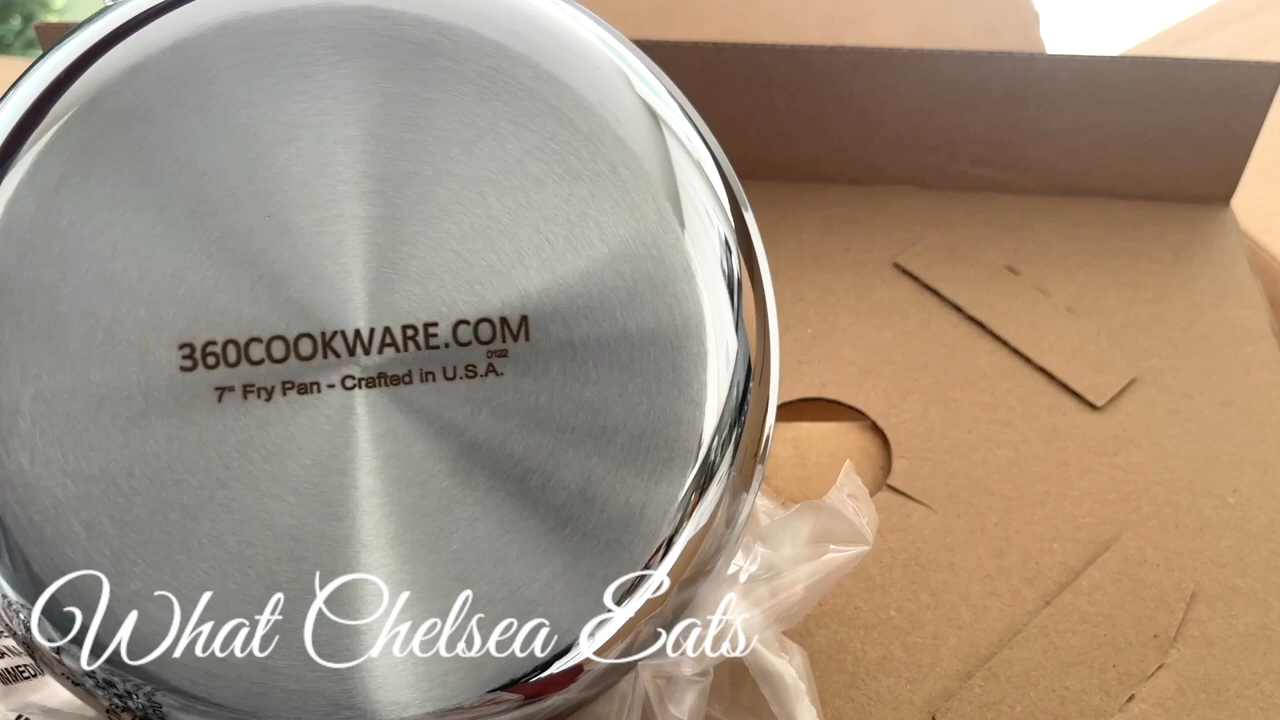 360COOKWARE.COM
0122
7" Fry Pan - Crafted in U.S.A.
What Chelsea Eats